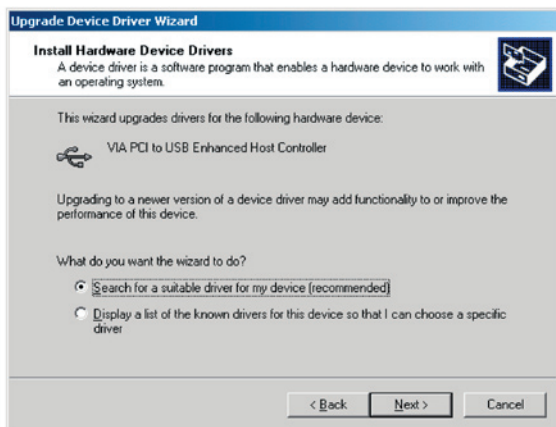 Upgrade Device Driver Wizard
Install Hardware Device Drivers
A device driver is a software program that enables a hardware device to work with
an operating system.
This wizard upgrades drivers for the following hardware device:
VIA PCI to USB Enhanced Host Controller
Upgrading to a newer version of a device driver may add functionality to or improve the
performance of this device.
What do you want the wizard to do?
Search for a suitable driver for my device (recommended)
Display a list of the known drivers for this device so that I can choose a specific
driver
< Back Next > Cancel